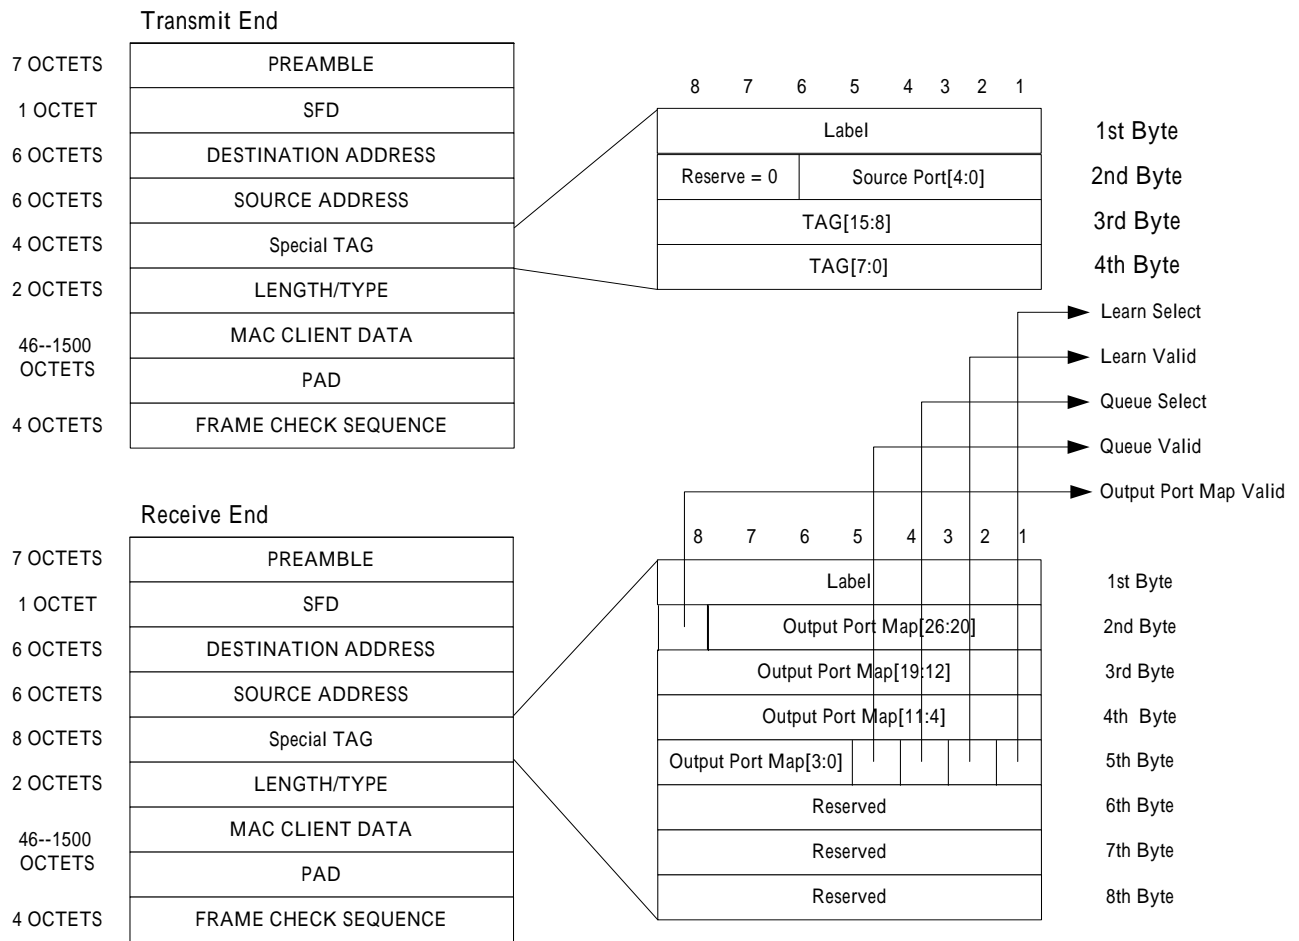 Transmit End
7 OCTETS PREAMBLE
1 OCTET SFD
6 OCTETS DESTINATION ADDRESS
6 OCTETS SOURCE ADDRESS
4 OCTETS Special TAG
2 OCTETS LENGTH/TYPE
46--1500 OCTETS
MAC CLIENT DATA
PAD
4 OCTETS FRAME CHECK SEQUENCE
8 7 6 5 4 3 2 1
Label 1st Byte
Reserve = 0 Source Port[4:0] 2nd Byte
TAG[15:8] 3rd Byte
TAG[7:0] 4th Byte
Learn Select
Learn Valid
Queue Select
Queue Valid
Output Port Map Valid
Receive End
7 OCTETS PREAMBLE
1 OCTET SFD
6 OCTETS DESTINATION ADDRESS
6 OCTETS SOURCE ADDRESS
8 OCTETS Special TAG
2 OCTETS LENGTH/TYPE
46--1500 OCTETS
MAC CLIENT DATA
PAD
4 OCTETS FRAME CHECK SEQUENCE
8 7 6 5 4 3 2 1
Label 1st Byte
Output Port Map[26:20] 2nd Byte
Output Port Map[19:12] 3rd Byte
Output Port Map[11:4] 4th Byte
Output Port Map[3:0] 5th Byte
Reserved 6th Byte
Reserved 7th Byte
Reserved 8th Byte